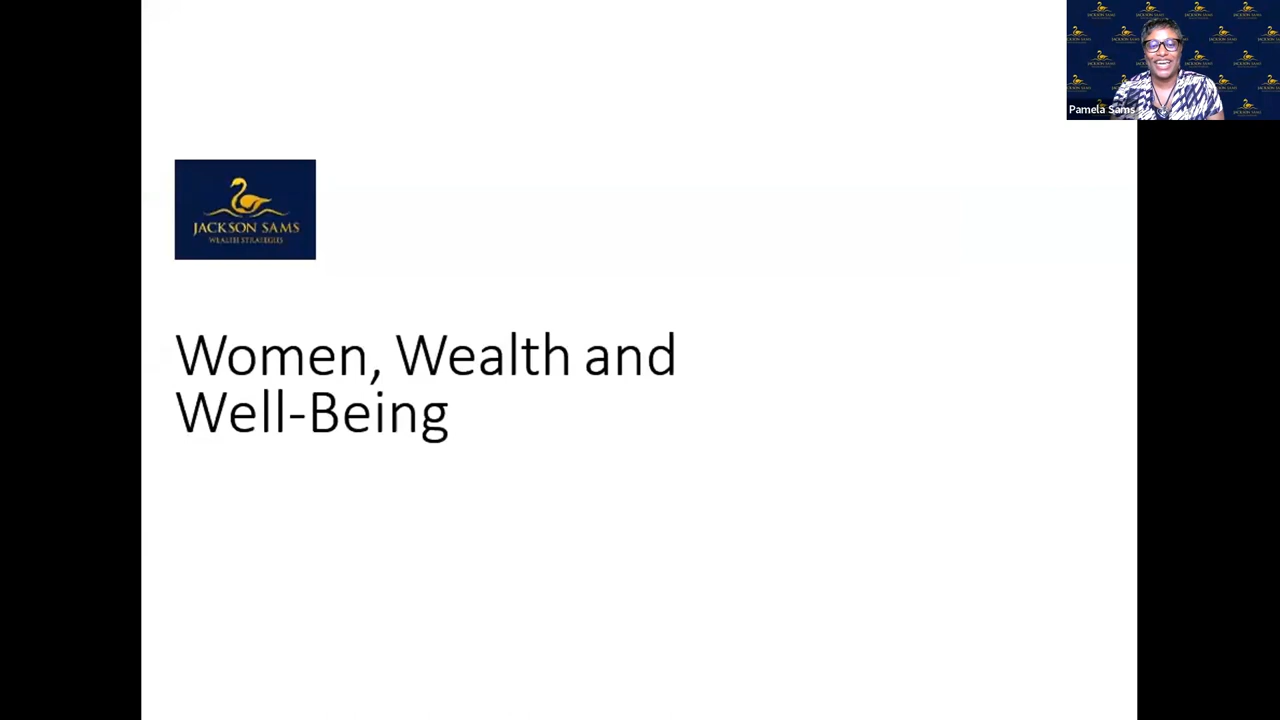 Pamela Sams
JACKSON SAMS
WEALTH STRATEGIES
Women, Wealth and
Well-Being